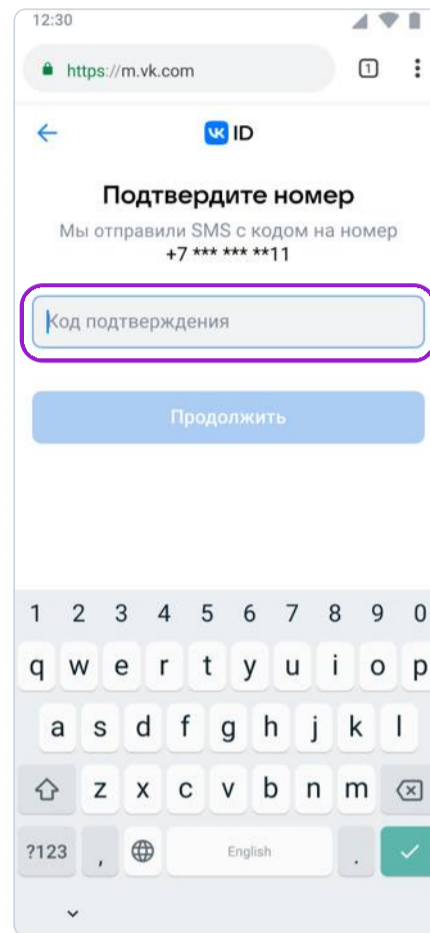 12:30
https://m.vk.com 1
VK ID
Подтвердите номер
Мы отправили SMS с кодом на номер
+7 *** *** **11
Код подтверждения
Продолжить
1 2 3 4 5 6 7 8 9 0
q w e r t y u i o p
a s d f g h j k l
z x c v b n m
?123 , English .